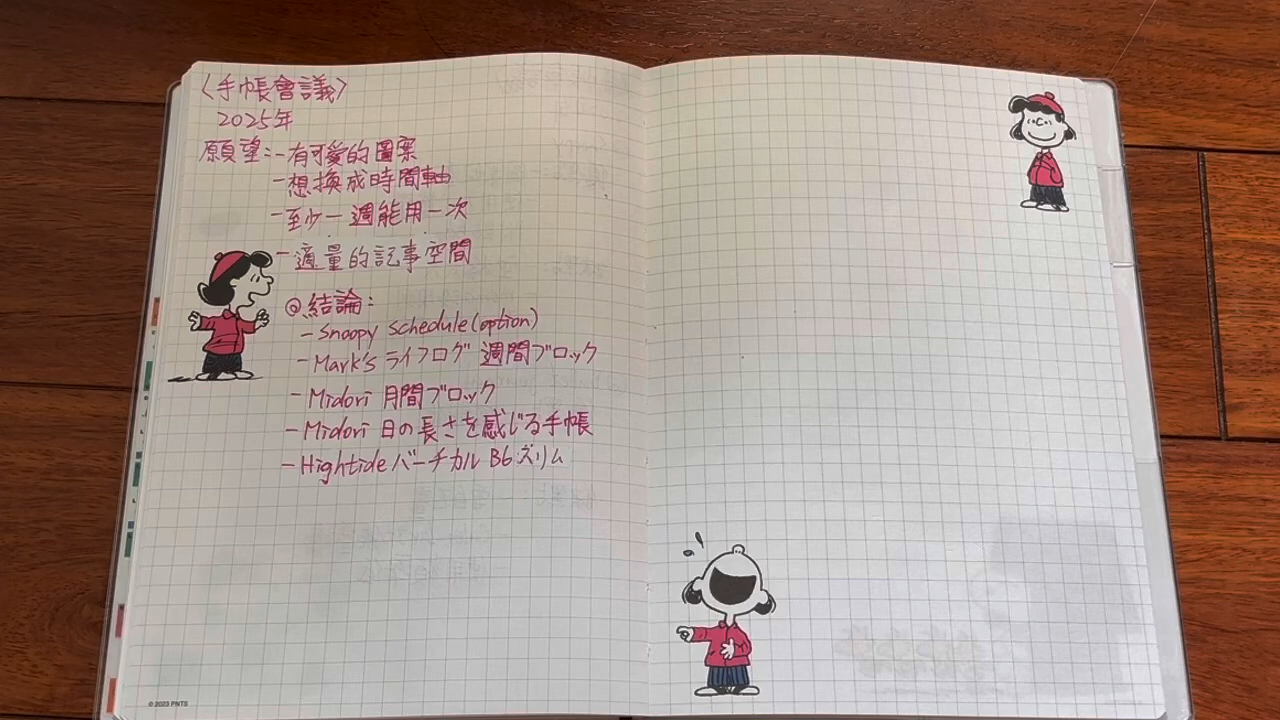 〈手帳會議〉
2025年
願望:-有可愛的圖案
-想換成時間軸
-至少一週能用一次
-適量的記事空間
◎結論:
-Snoopy schedule(option)
-Mark's ライフログ 週間ブロック
-Midori 月間ブロック
-Midori 日の長さを感じる手帳
-Hightide バーチカル B6 ズリム
© 2023 PNTS